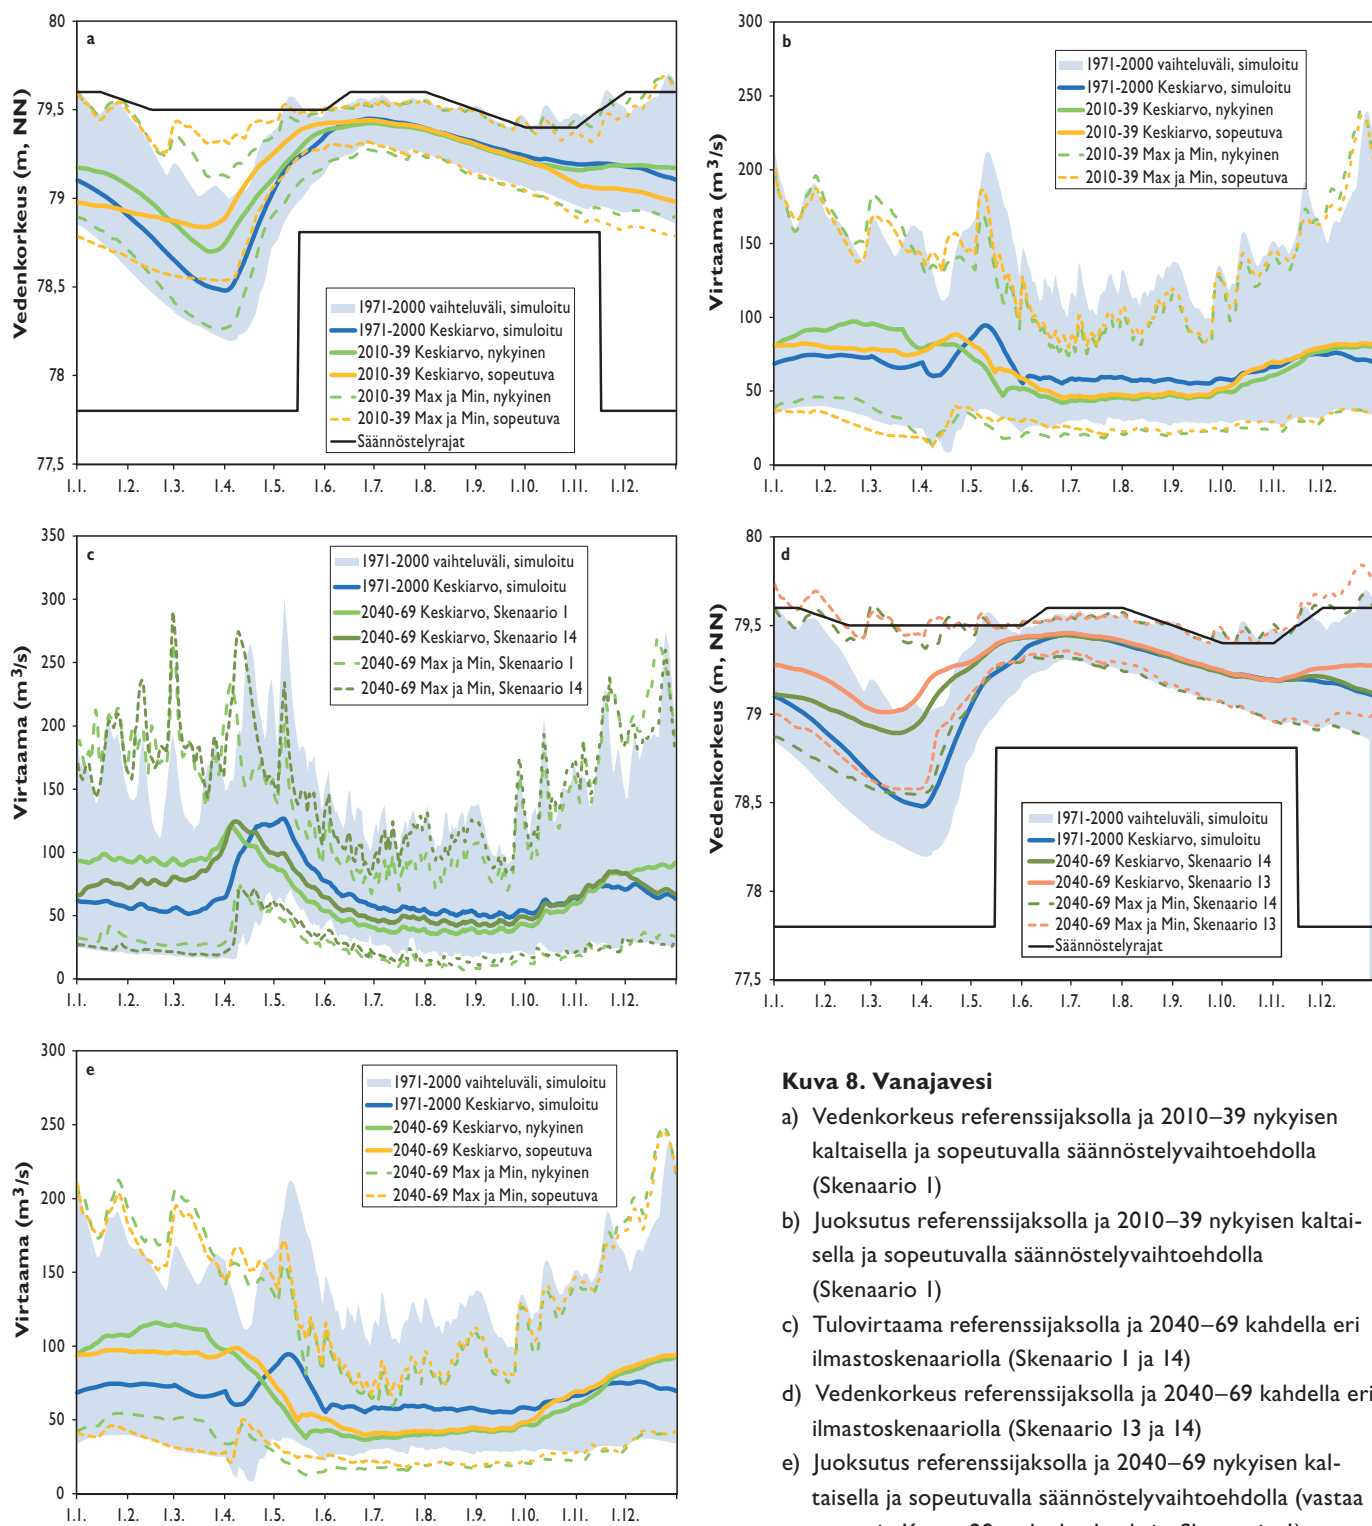 a
Vedenkorkeus (m, NN)
80
79,5
79
78,5
78
77,5
1971-2000 vaihteluväli, simuloitu
1971-2000 Keskiarvo, simuloitu
2010-39 Keskiarvo, nykyinen
2010-39 Keskiarvo, sopeutuva
2010-39 Max ja Min, nykyinen
2010-39 Max ja Min, sopeutuva
Säännöstelyrajat
1.1. 1.2. 1.3. 1.4. 1.5. 1.6. 1.7. 1.8. 1.9. 1.10. 1.11. 1.12.
b
Virtaama (m³/s)
300
250
200
150
100
50
0
1971-2000 vaihteluväli, simuloitu
1971-2000 Keskiarvo, simuloitu
2010-39 Keskiarvo, nykyinen
2010-39 Keskiarvo, sopeutuva
2010-39 Max ja Min, nykyinen
2010-39 Max ja Min, sopeutuva
1.1. 1.2. 1.3. 1.4. 1.5. 1.6. 1.7. 1.8. 1.9. 1.10. 1.11. 1.12.
c
Virtaama (m³/s)
350
300
250
200
150
100
50
0
1971-2000 vaihteluväli, simuloitu
1971-2000 Keskiarvo, simuloitu
2040-69 Keskiarvo, Skenaario 1
2040-69 Keskiarvo, Skenaario 14
2040-69 Max ja Min, Skenaario 1
2040-69 Max ja Min, Skenaario 14
1.1. 1.2. 1.3. 1.4. 1.5. 1.6. 1.7. 1.8. 1.9. 1.10. 1.11. 1.12.
d
Vedenkorkeus (m, NN)
80
79,5
79
78,5
78
77,5
1971-2000 vaihteluväli, simuloitu
1971-2000 Keskiarvo, simuloitu
2040-69 Keskiarvo, Skenaario 14
2040-69 Keskiarvo, Skenaario 13
2040-69 Max ja Min, Skenaario 14
2040-69 Max ja Min, Skenaario 13
Säännöstelyrajat
1.1. 1.2. 1.3. 1.4. 1.5. 1.6. 1.7. 1.8. 1.9. 1.10. 1.11. 1.12.
e
Virtaama (m³/s)
300
250
200
150
100
50
0
1971-2000 vaihteluväli, simuloitu
1971-2000 Keskiarvo, simuloitu
2040-69 Keskiarvo, nykyinen
2040-69 Keskiarvo, sopeutuva
2040-69 Max ja Min, nykyinen
2040-69 Max ja Min, sopeutuva
1.1. 1.2. 1.3. 1.4. 1.5. 1.6. 1.7. 1.8. 1.9. 1.10. 1.11. 1.12.
Kuva 8. Vanajavesi
a) Vedenkorkeus referenssijaksolla ja 2010–39 nykyisen
kaltaisella ja sopeutuvalla säännöstelyvaihtoehdolla
(Skenaario 1)
b) Juoksutus referenssijaksolla ja 2010–39 nykyisen kaltai-
sella ja sopeutuvalla säännöstelyvaihtoehdolla
(Skenaario 1)
c) Tulovirtaama referenssijaksolla ja 2040–69 kahdella eri
ilmastoskenaariolla (Skenaario 1 ja 14)
d) Vedenkorkeus referenssijaksolla ja 2040–69 kahdella eri
ilmastoskenaariolla (Skenaario 13 ja 14)
e) Juoksutus referenssijaksolla ja 2040–69 nykyisen kal-
taisella ja sopeutuvalla säännöstelyvaihtoehdolla (vastaa